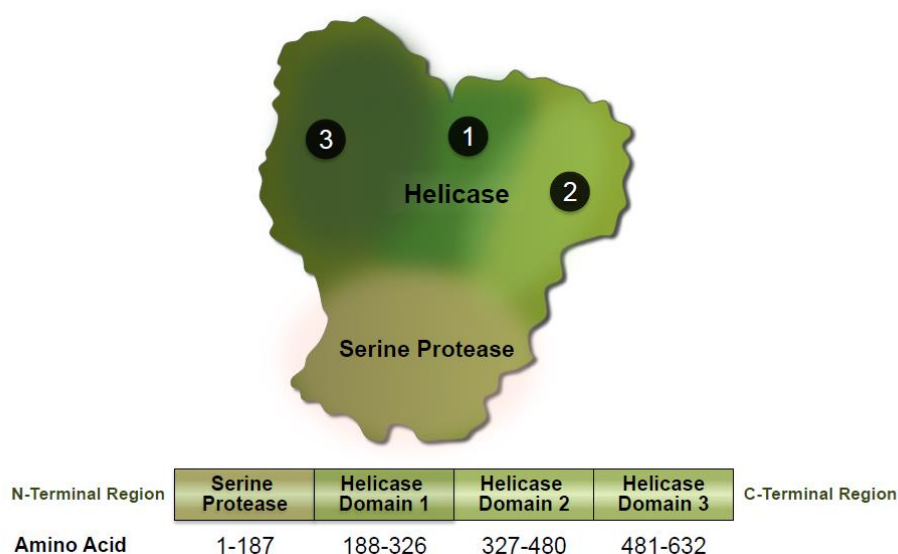 3
1
2
Helicase
Serine Protease
N-Terminal Region
Serine
Protease
Helicase
Domain 1
Helicase
Domain 2
Helicase
Domain 3
C-Terminal Region
Amino Acid 1-187 188-326 327-480 481-632